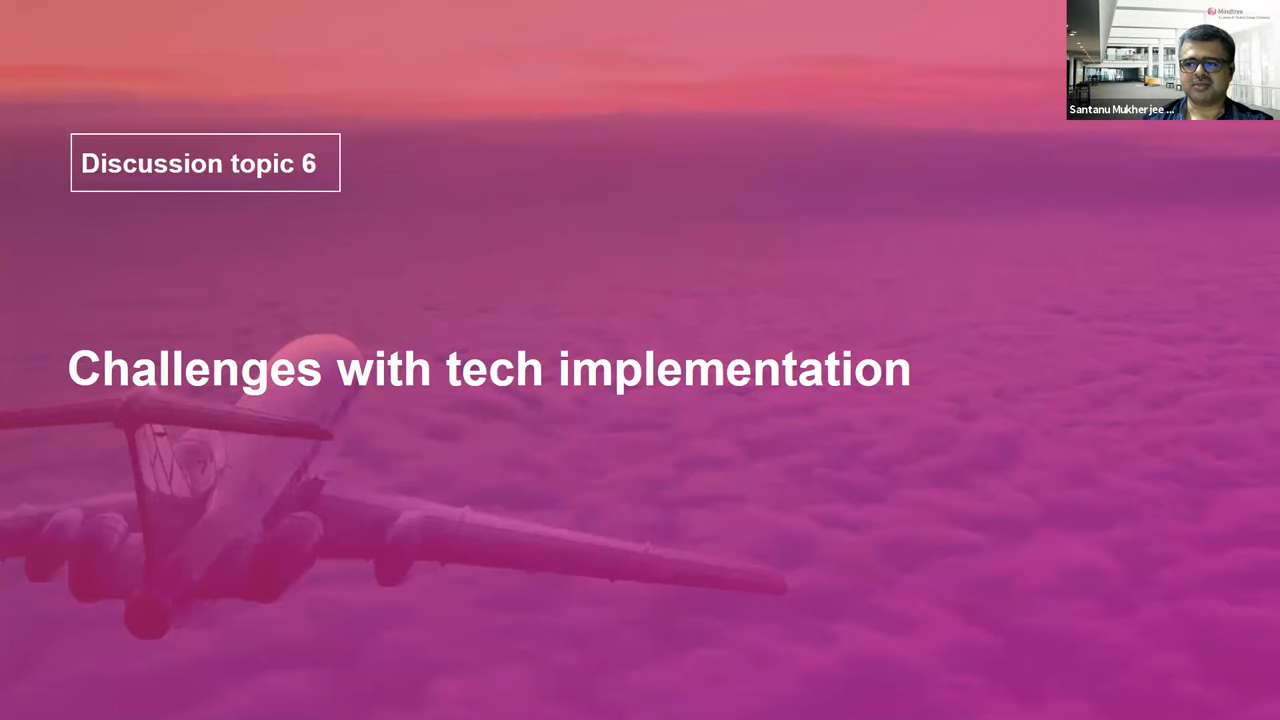 Mindtree
Santanu Mukherjee ...
Discussion topic 6
Challenges with tech implementation